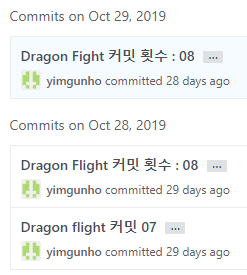 Commits on Oct 29, 2019
Dragon Fight 커밋 횟수 : 08 ...
yimgunho committed 28 days ago
Commits on Oct 28, 2019
Dragon Flight 커밋 횟수 : 08 ...
yimgunho committed 29 days ago
Dragon flight 커밋 07 ...
yimgunho committed 29 days ago